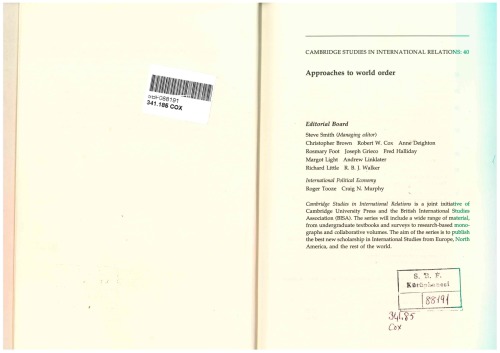 088191
341.186 COX
CAMBRIDGE STUDIES IN INTERNATIONAL RELATIONS: 40
Approaches to world order
Editorial Board
Steve Smith (Managing editor)
Christopher Brown Robert W. Cox Anne Deighton
Rosemary Foot Joseph Grieco Fred Halliday
Margot Light Andrew Linklater
Richard Little R. B. J. Walker
International Political Economy
Roger Tooze Craig N. Murphy
Cambridge Studies in International Relations is a joint initiative of
Cambridge University Press and the British International Studies
Association (BISA). The series will include a wide range of material,
from undergraduate textbooks and surveys to research-based mono-
graphs and collaborative volumes. The aim of the series is to publish
the best new scholarship in International Studies from Europe, North
America, and the rest of the world.
S. B. F.
Kütüphanesi
88191
341.85
Cox